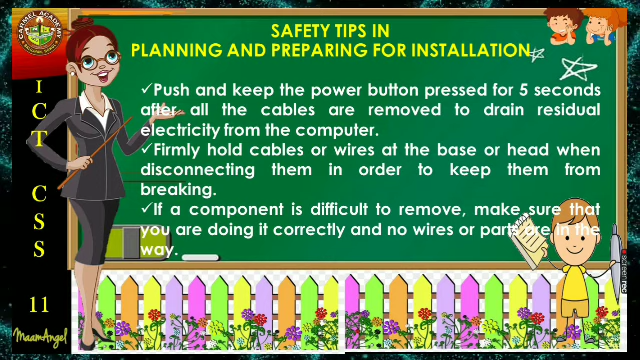 CARMEL ACADEMY
SAFETY TIPS IN
PLANNING AND PREPARING FOR INSTALLATION
✓Push and keep the power button pressed for 5 seconds
after all the cables are removed to drain residual
electricity from the computer.
✓Firmly hold cables or wires at the base or head when
disconnecting them in order to keep them from
breaking.
✓If a component is difficult to remove, make sure that
you are doing it correctly and no wires or parts are in the
way.
I
C
T
C
S
S
11
MaamAngel
screenrec